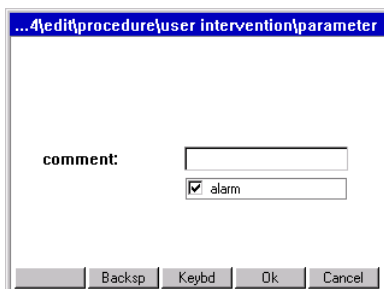 ...4\edit\procedure\user intervention\parameter
comment:
alarm
Backsp Keybd Ok Cancel